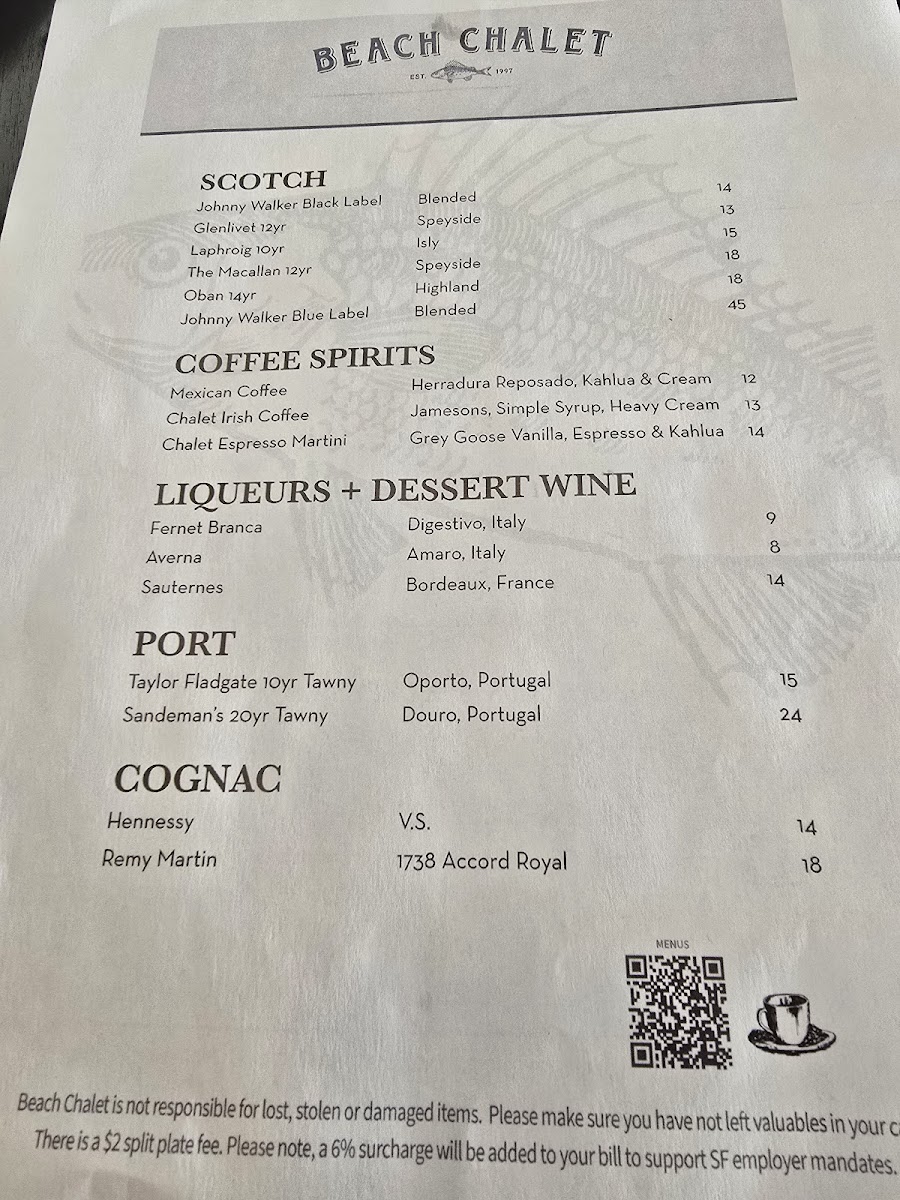 BEACH CHALET
EST. 1997
SCOTCH
Johnny Walker Black Label Blended 14
Glenlivet 12yr Speyside 13
Laphroig 10yr Isly 15
The Macallan 12yr Speyside 18
Oban 14yr Highland 18
Johnny Walker Blue Label Blended 45
COFFEE SPIRITS
Mexican Coffee Herradura Reposado, Kahlua & Cream 12
Chalet Irish Coffee Jamesons, Simple Syrup, Heavy Cream 13
Chalet Espresso Martini Grey Goose Vanilla, Espresso & Kahlua 14
LIQUEURS + DESSERT WINE
Fernet Branca Digestivo, Italy 9
Averna Amaro, Italy 8
Sauternes Bordeaux, France 14
PORT
Taylor Fladgate 10yr Tawny Oporto, Portugal 15
Sandeman's 20yr Tawny Douro, Portugal 24
COGNAC
Hennessy V.S. 14
Remy Martin 1738 Accord Royal 18
MENUS
Beach Chalet is not responsible for lost, stolen or damaged items. Please make sure you have not left valuables in your
There is a $2 split plate fee. Please note, a 6% surcharge will be added to your bill to support SF employer mandates.